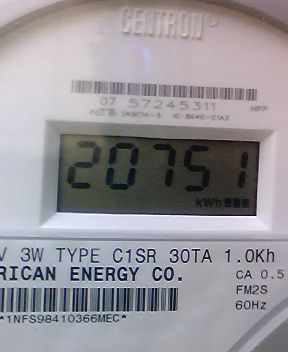 CENTRON®
07 57245311
20751
kWh
V 3W TYPE C1SR 30TA 1.0Kh
RICAN ENERGY CO.
CA 0.5
FM2S
60Hz
*1NFS98410366MEC*